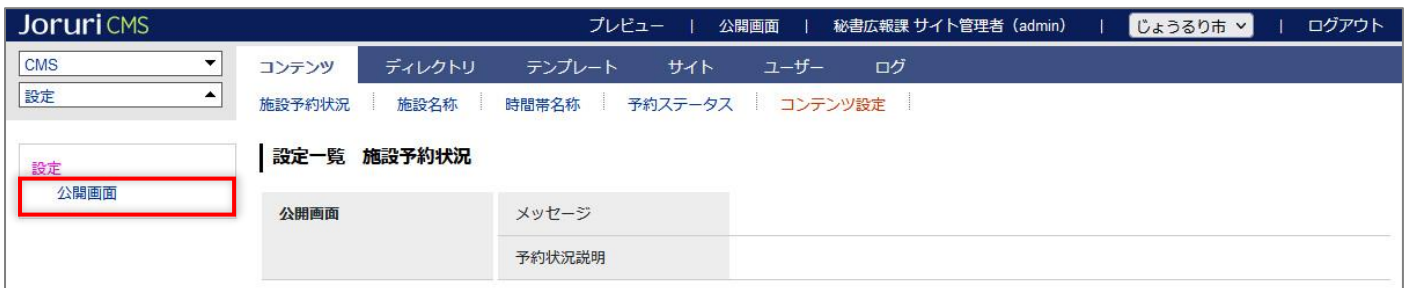 Joruri CMS プレビュー | 公開画面 | 秘書広報課 サイト管理者（admin） | じょうるり市 | ログアウト
CMS
設定
コンテンツ ディレクトリ テンプレート サイト ユーザー ログ
施設予約状況 施設名称 時間帯名称 予約ステータス コンテンツ設定
設定
公開画面
設定一覧 施設予約状況
公開画面 メッセージ
予約状況説明